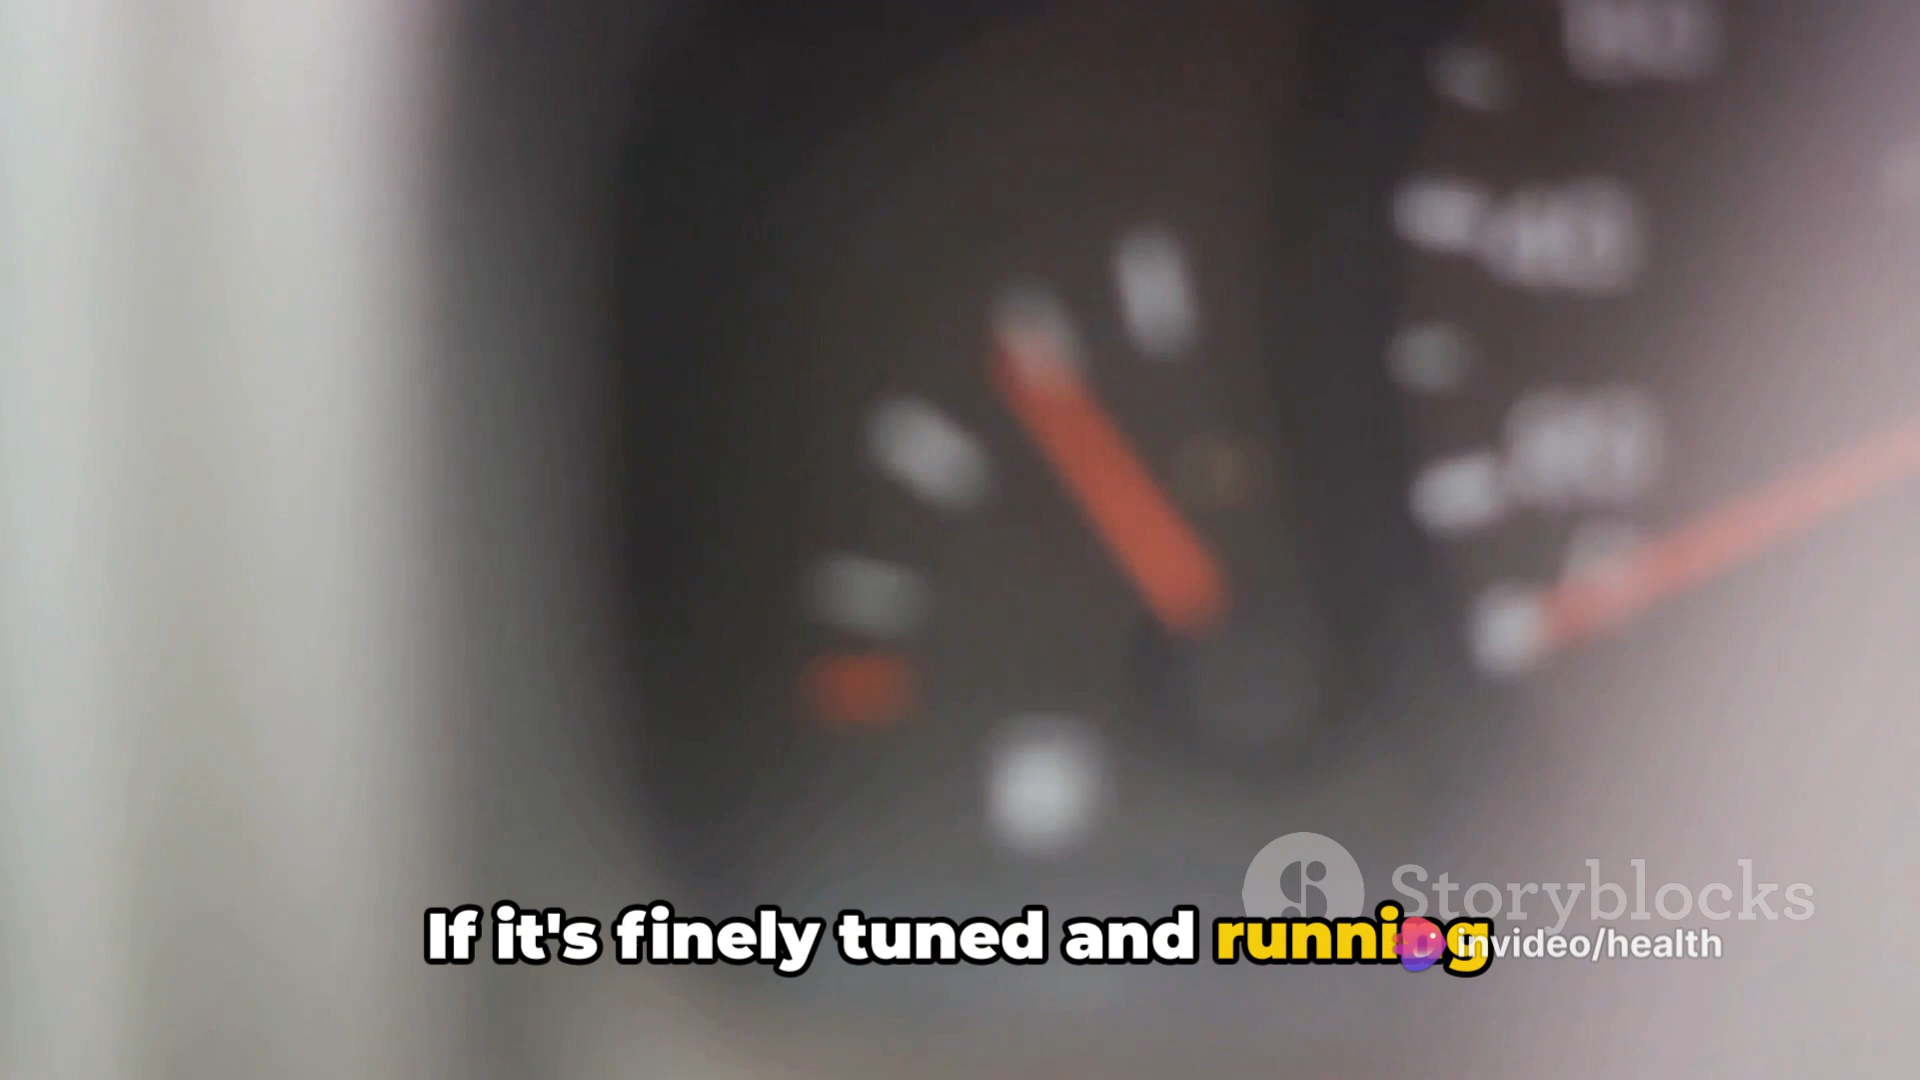 Storyblocks
If it's finely tuned and running
invideo/health